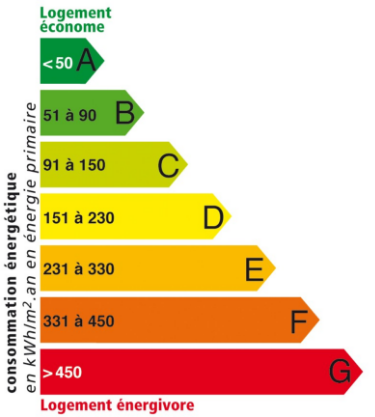 Logement
économe
<50 A
51 à 90 B
91 à 150 C
151 à 230 D
231 à 330 E
331 à 450 F
>450 G
Logement énergivore
consommation énergétique
en kWh/m².an en énergie primaire